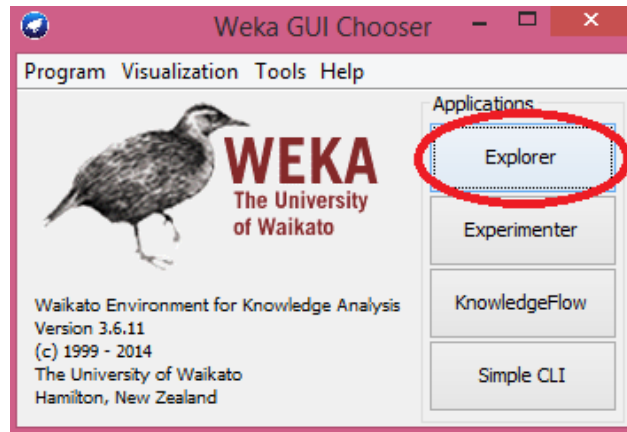 Weka GUI Chooser
Program Visualization Tools Help
Applications
WEKA
The University
of Waikato
Explorer
Experimenter
KnowledgeFlow
Simple CLI
Waikato Environment for Knowledge Analysis
Version 3.6.11
(c) 1999 - 2014
The University of Waikato
Hamilton, New Zealand